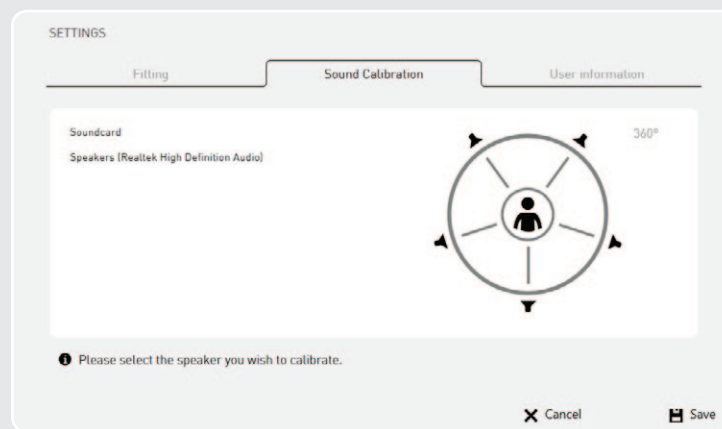 SETTINGS
Fitting
Sound Calibration
User information
Soundcard
360°
Speakers (Realtek High Definition Audio)
Please select the speaker you wish to calibrate.
Cancel
Save